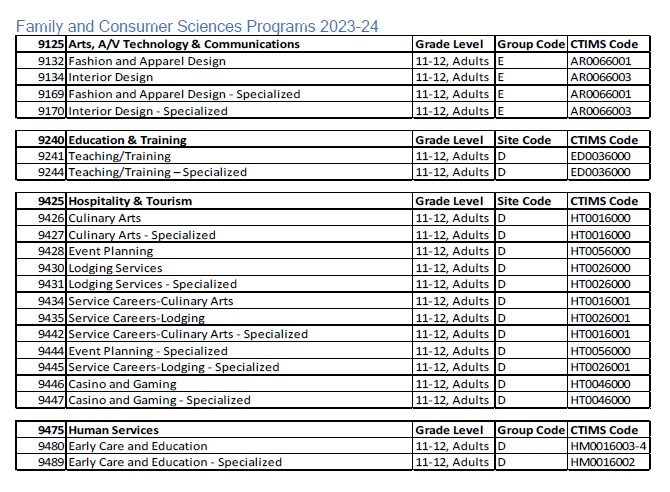 Family and Consumer Sciences Programs 2023-24
9125 Arts, A/V Technology & Communications Grade Level Group Code CTIMS Code
9132 Fashion and Apparel Design 11-12, Adults E AR0066001
9134 Interior Design 11-12, Adults E AR0066003
9169 Fashion and Apparel Design - Specialized 11-12, Adults E AR0066001
9170 Interior Design - Specialized 11-12, Adults E AR0066003
9240 Education & Training Grade Level Site Code CTIMS Code
9241 Teaching/Training 11-12, Adults D ED0036000
9244 Teaching/Training – Specialized 11-12, Adults D ED0036000
9425 Hospitality & Tourism Grade Level Site Code CTIMS Code
9426 Culinary Arts 11-12, Adults D HT0016000
9427 Culinary Arts - Specialized 11-12, Adults D HT0016000
9428 Event Planning 11-12, Adults D HT0056000
9430 Lodging Services 11-12, Adults D HT0026000
9431 Lodging Services - Specialized 11-12, Adults D HT0026000
9434 Service Careers-Culinary Arts 11-12, Adults D HT0016001
9435 Service Careers-Lodging 11-12, Adults D HT0026001
9442 Service Careers-Culinary Arts - Specialized 11-12, Adults D HT0016001
9444 Event Planning - Specialized 11-12, Adults D HT0056000
9445 Service Careers-Lodging - Specialized 11-12, Adults D HT0026001
9446 Casino and Gaming 11-12, Adults D HT0046000
9447 Casino and Gaming - Specialized 11-12, Adults D HT0046000
9475 Human Services Grade Level Group Code CTIMS Code
9480 Early Care and Education 11-12, Adults D HM0016003-4
9489 Early Care and Education - Specialized 11-12, Adults D HM0016002